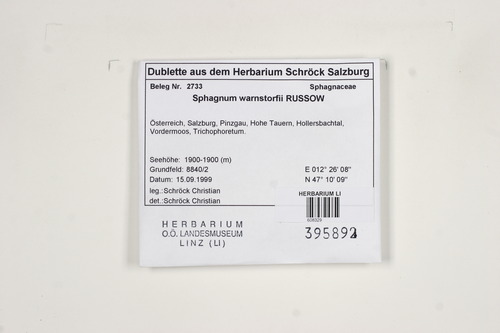 Dublette aus dem Herbarium Schröck Salzburg
Beleg Nr. 2733 Sphagnaceae
Sphagnum warnstorfii RUSSOW
Österreich, Salzburg, Pinzgau, Hohe Tauern, Hollersbachtal,
Vordermoos, Trichophoretum.
Seehöhe: 1900-1900 (m)
Grundfeld: 8840/2 E 012° 26' 08"
Datum: 15.09.1999 N 47° 10' 09"
leg.:Schröck Christian HERBARIUM LI
det.:Schröck Christian
HERBARIUM
O.Ö. LANDESMUSEUM
LINZ (LI)
395892